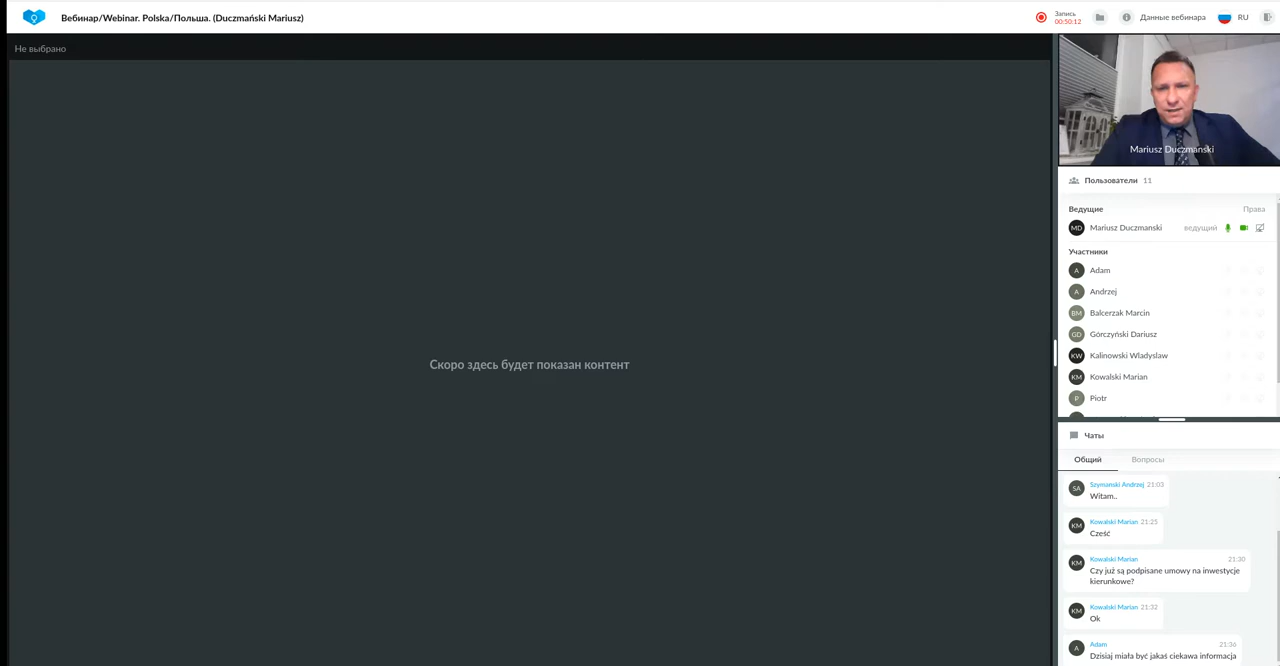 Вебинар/Webinar. Polska/Польша. (Duczmański Mariusz)
Запись
00:50:12
Данные вебинара
RU
Не выбрано
Скоро здесь будет показан контент
Mariusz Duczmanski
Пользователи 11
Ведущие Права
MD Mariusz Duczmanski ведущий
Участники
A Adam
A Andrzej
BM Balcerzak Marcin
GD Górczyński Dariusz
KW Kalinowski Wladyslaw
KM Kowalski Marian
P Piotr
Чаты
Общий Вопросы
SA Szymanski Andrzej 21:03
Witam..
KM Kowalski Marian 21:25
Cześć
KM Kowalski Marian 21:30
Czy już są podpisane umowy na inwestycje
kierunkowe?
KM Kowalski Marian 21:32
Ok
A Adam 21:36
Dzisiaj miała być jakaś ciekawa informacja